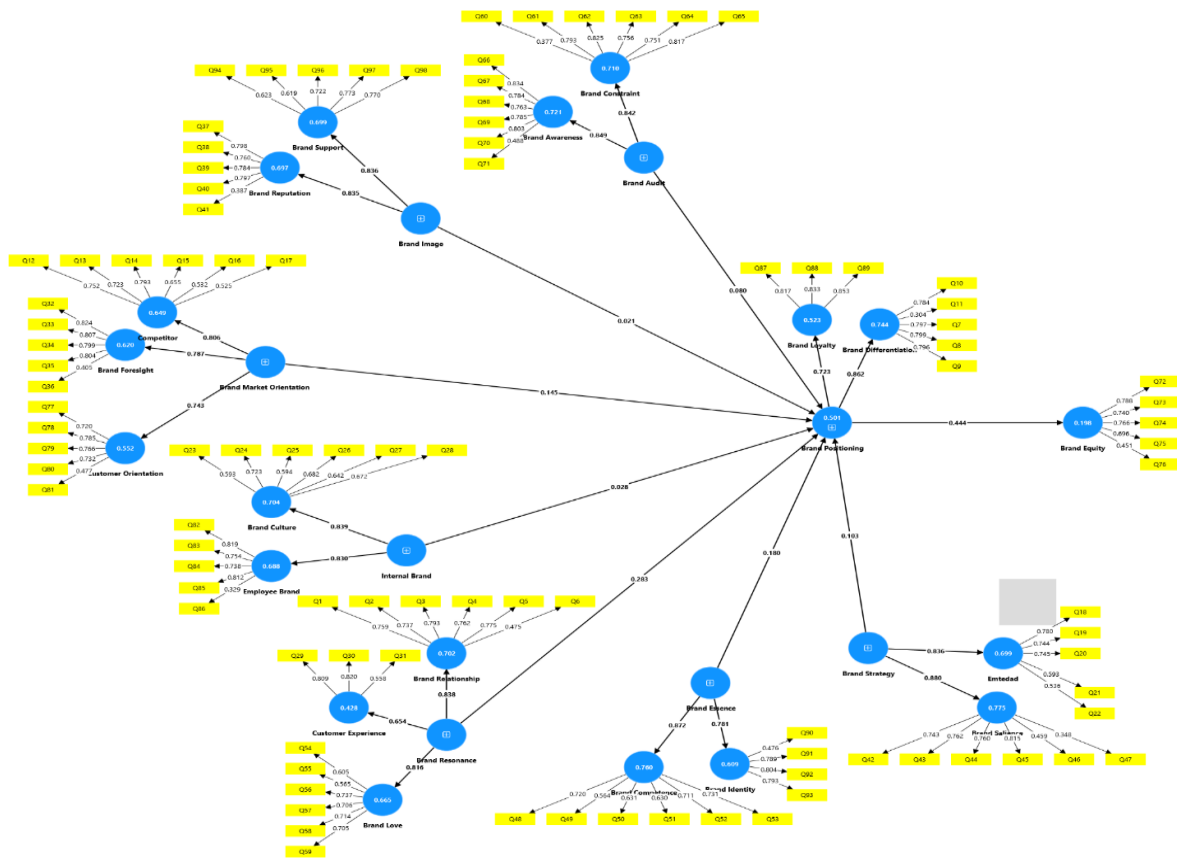 Q60 Q61 Q62 Q63 Q64 Q65
0.377 0.793 0.825 0.756 0.751 0.817
0.710
Brand Constraint
Q66
Q67
Q68
Q69
Q70
Q71
0.834
0.784
0.763
0.785
0.803
0.721
Brand Awareness
0.842
0.849
Brand Audit
Q94 Q95 Q96 Q97 Q98
0.623 0.619 0.722 0.773 0.770
0.699
Brand Support
Q37
Q38
Q39
Q40
Q41
0.798
0.760
0.784
0.797
0.387
0.697
Brand Reputation
0.836
0.835
Brand Image
Q12 Q13 Q14 Q15 Q16 Q17
0.752 0.723 0.793 0.655 0.532 0.525
0.649
Competitor
Q32
Q33
Q34
Q35
Q36
0.824
0.807
0.799
0.804
0.405
0.620
Brand Foresight
0.806
0.787
0.743
Brand Market Orientation
Q77
Q78
Q79
Q80
Q81
0.720
0.785
0.766
0.732
0.477
0.552
Customer Orientation
Q87 Q88 Q89
0.817 0.833 0.853
0.523
Brand Loyalty
Q10
Q11
Q7
Q8
Q9
0.784
0.304
0.797
0.799
0.796
0.744
Brand Differentiatio...
0.723
0.862
0.080
0.021
0.145
0.028
0.283
0.180
0.103
0.501
Brand Positioning
0.444
0.198
Brand Equity
Q72
Q73
Q74
Q75
Q76
0.788
0.740
0.766
0.696
0.451
Q23 Q24 Q25 Q26 Q27 Q28
0.593 0.723 0.594 0.682 0.642 0.672
0.704
Brand Culture
Q82
Q83
Q84
Q85
Q86
0.819
0.754
0.738
0.812
0.329
0.688
Employee Brand
0.839
0.830
Internal Brand
Q1 Q2 Q3 Q4 Q5 Q6
0.759 0.737 0.793 0.762 0.775 0.475
0.702
Brand Relationship
Q29 Q30 Q31
0.809 0.820 0.558
0.428
Customer Experience
0.838
0.654
0.816
Brand Resonance
Q54
Q55
Q56
Q57
Q58
Q59
0.605
0.565
0.737
0.706
0.714
0.705
0.665
Brand Love
Brand Essence
0.872
0.781
0.760
Brand Competence
Q48 Q49 Q50 Q51 Q52 Q53
0.720 0.564 0.631 0.630 0.711 0.731
0.609
Brand Identity
Q90
Q91
Q92
Q93
0.476
0.789
0.804
0.793
Brand Strategy
0.836
0.880
0.699
Emtedad
Q18
Q19
Q20
Q21
Q22
0.780
0.744
0.745
0.593
0.538
0.775
Brand Salience
Q42 Q43 Q44 Q45 Q46 Q47
0.743 0.762 0.760 0.815 0.459 0.348